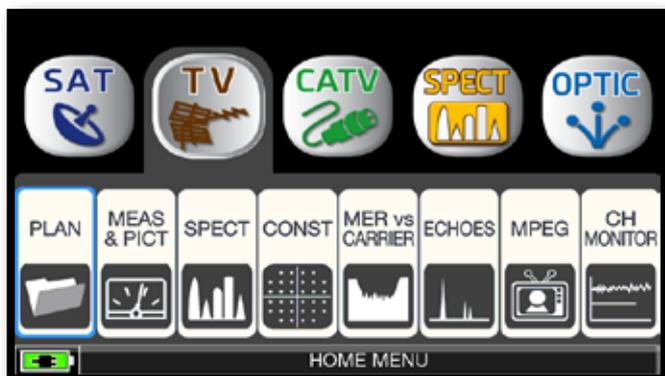 SAT
TV
CATV
SPECT
OPTIC
PLAN
MEAS
& PICT
SPECT
CONST
MER vs
CARRIER
ECHOES
MPEG
CH
MONITOR
HOME MENU